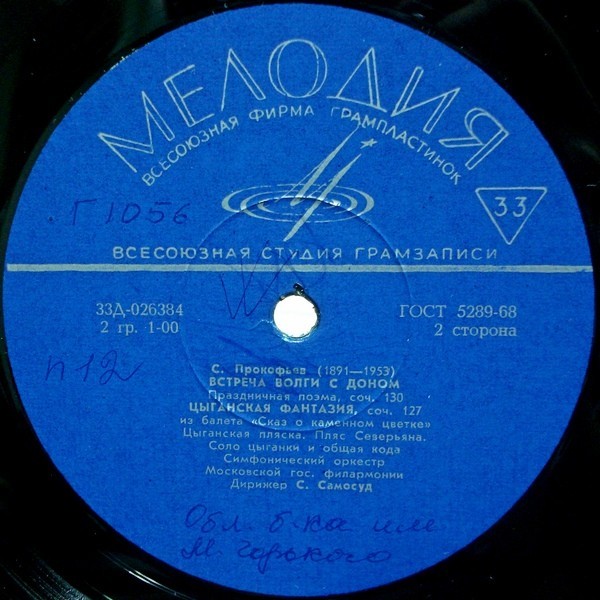 МЕЛОДИЯ
ВСЕСОЮЗНАЯ ФИРМА ГРАМПЛАСТИНОК
33
Г 1056
ВСЕСОЮЗНАЯ СТУДИЯ ГРАМЗАПИСИ
33Д-026384
2 гр. 1-00
ГОСТ 5289-68
2 сторона
п 12
С. Прокофьев (1891—1953)
ВСТРЕЧА ВОЛГИ С ДОНОМ
Праздничная поэма, соч. 130
ЦЫГАНСКАЯ ФАНТАЗИЯ, соч. 127
из балета «Сказ о каменном цветке»
Цыганская пляска. Пляс Северьяна.
Соло цыганки и общая кода
Симфонический оркестр
Московской гос. филармонии
Дирижер С. Самосуд
Обл. б-ка им
М. Горького